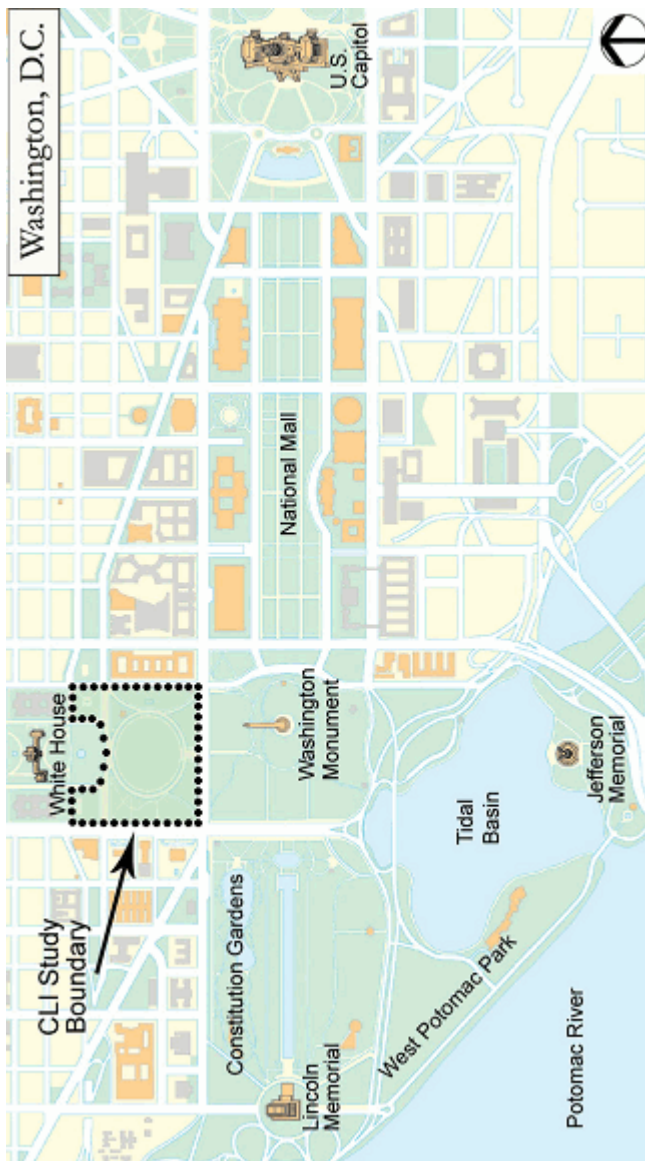 Washington, D.C.
White House
CLI Study
Boundary
U.S.
Capitol
National Mall
Washington
Monument
Constitution Gardens
Lincoln
Memorial
Tidal
Basin
Jefferson
Memorial
West Potomac Park
Potomac River